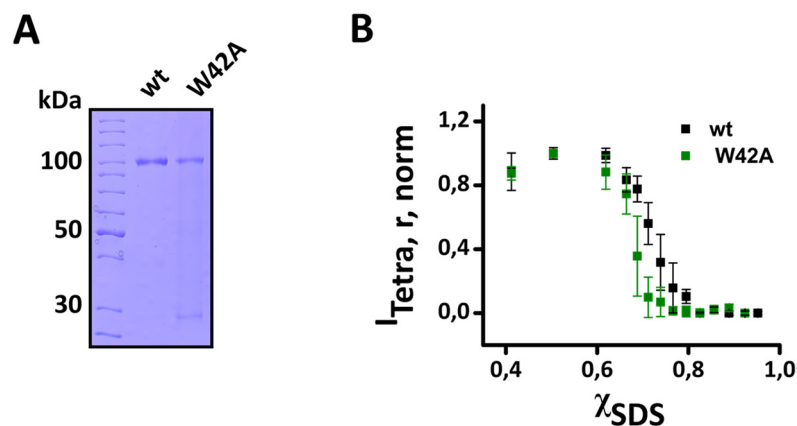 A
B
wt
W42A
kDa
100
50
30
wt
W42A
1,2
0,8
0,4
0,0
I Tetra, r, norm
0,4
0,6
0,8
1,0
χSDS